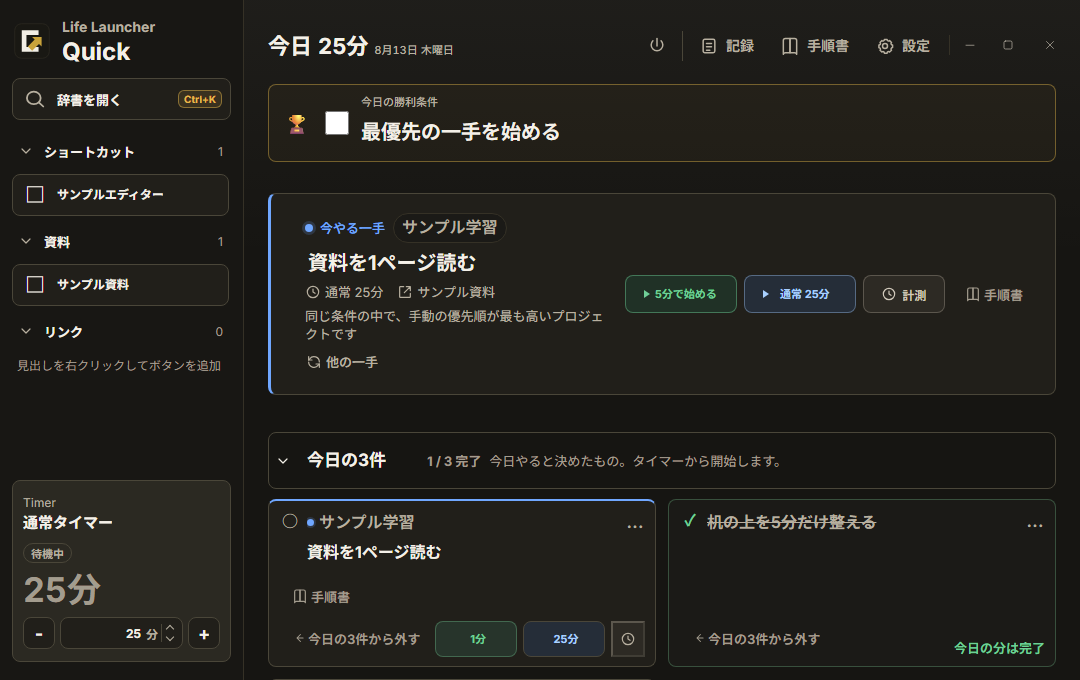 Life Launcher
Quick
辞書を開く Ctrl+K
ショートカット 1
サンプルエディター
資料 1
サンプル資料
リンク 0
見出しを右クリックしてボタンを追加
Timer
通常タイマー
待機中
25分
- 25 分 +
今日 25分 8月13日 木曜日
記録 手順書 設定
今日の勝利条件
最優先の一手を始める
今やる一手 サンプル学習
資料を1ページ読む
通常 25分 サンプル資料
同じ条件の中で、手動の優先順が最も高いプロジェ
クトです
他の一手
5分で始める 通常 25分 計測 手順書
今日の3件 1 / 3 完了 今日やると決めたもの。タイマーから開始します。
サンプル学習 ...
資料を1ページ読む
手順書
今日の3件から外す 1分 25分
机の上を5分だけ整える ...
今日の3件から外す
今日の分は完了